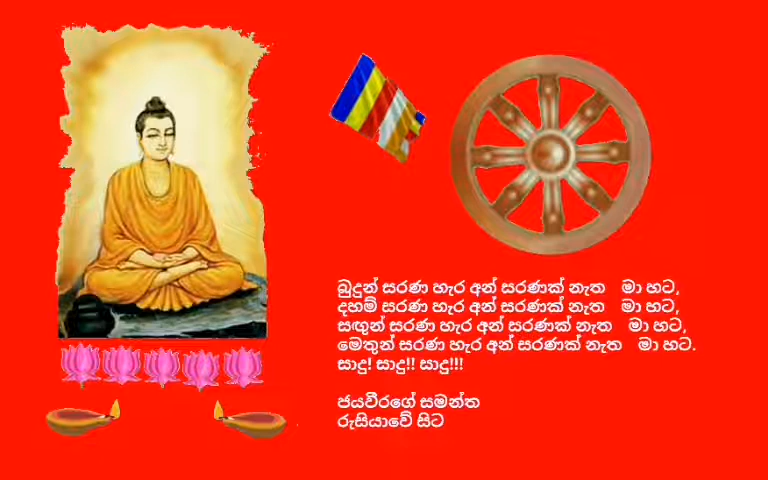 බුදුන් සරණ හැර අන් සරණක් නැත මා හට,
දහම් සරණ හැර අන් සරණක් නැත මා හට,
සඟුන් සරණ හැර අන් සරණක් නැත මා හට,
මෙතුන් සරණ හැර අන් සරණක් නැත මා හට.
සාදු! සාදු!! සාදු!!!
ජයවීරගේ සමන්ත
රුසියාවේ සිට